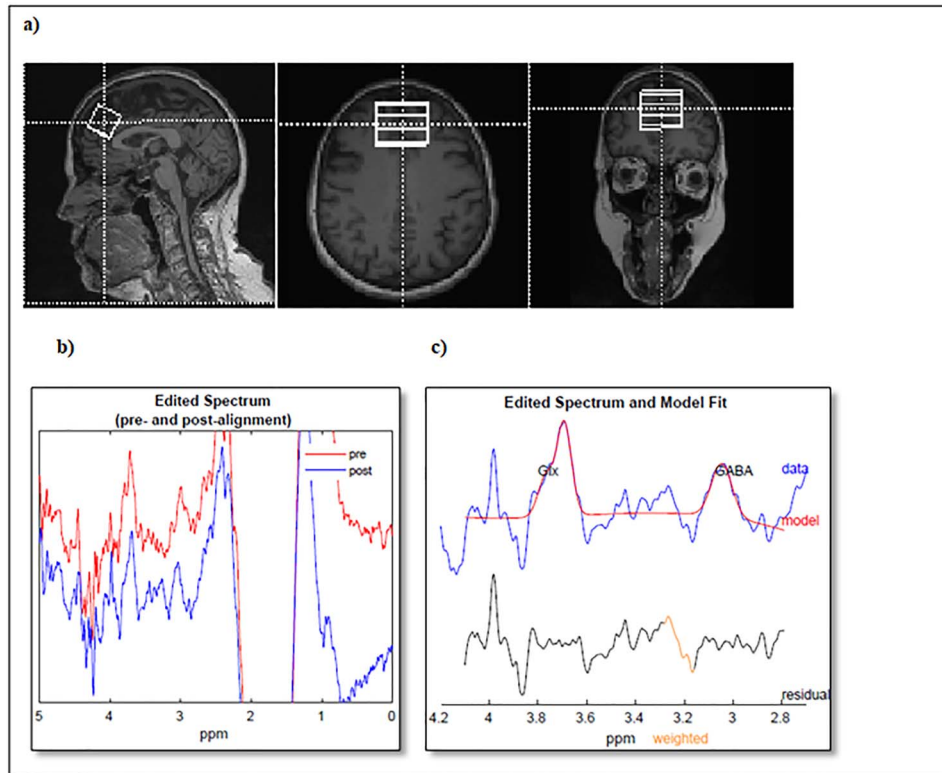 a)
b)
c)
Edited Spectrum
(pre- and post-alignment)
pre
post
5 4 3 2 1 0
ppm
Edited Spectrum and Model Fit
Glx
GABA
data
model
residual
4.2 4 3.8 3.6 3.4 3.2 3 2.8
ppm weighted